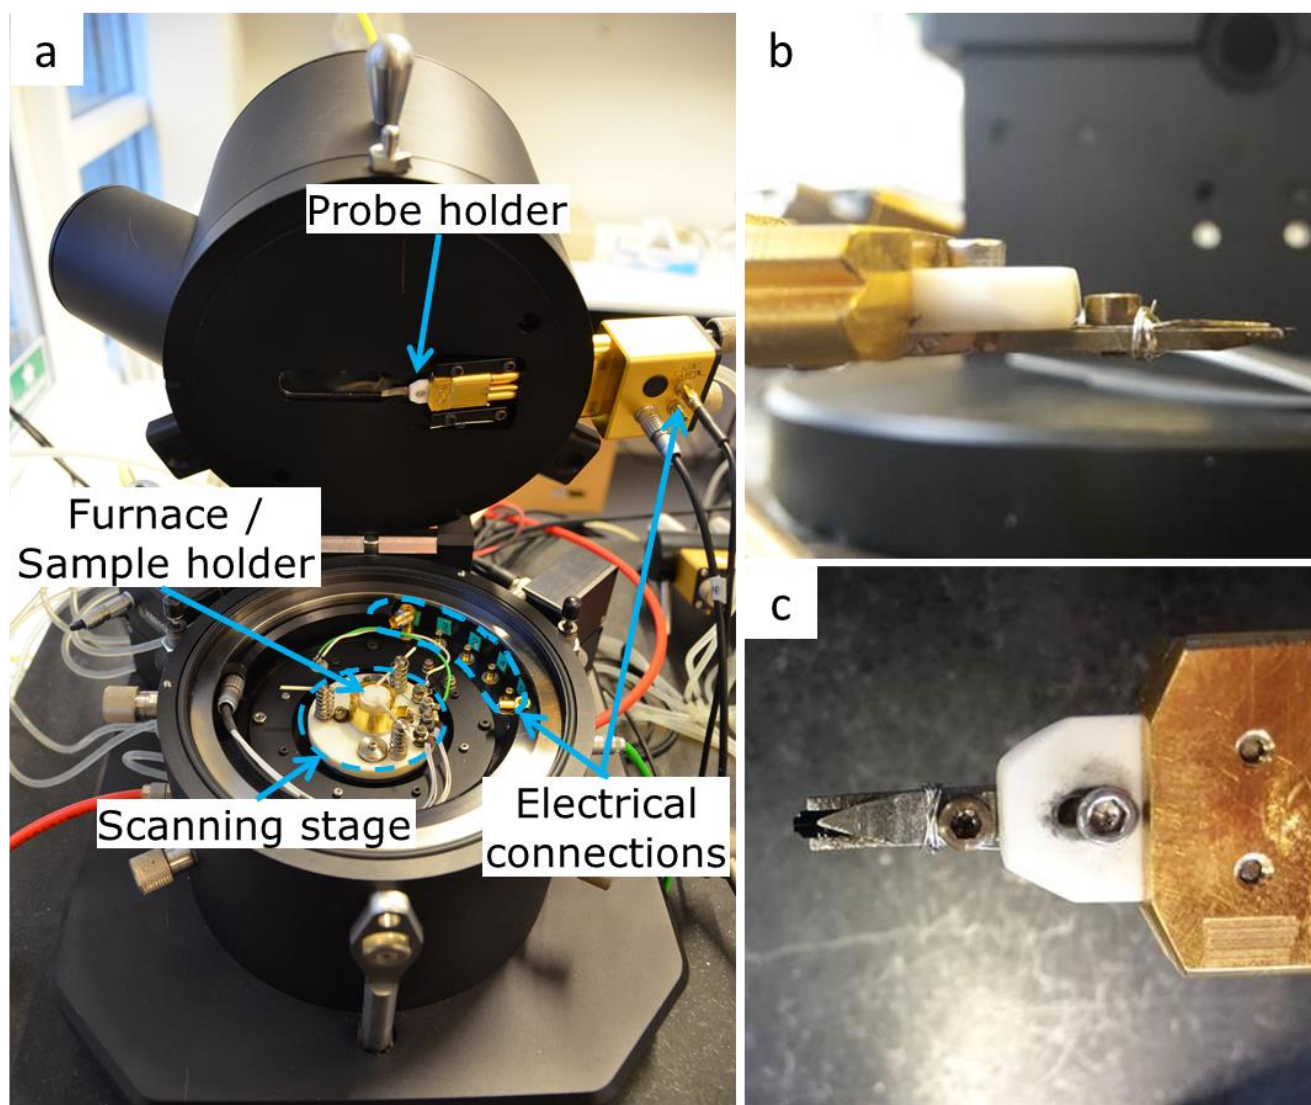 a
Probe holder
Furnace /
Sample holder
Scanning stage
Electrical
connections
b
c